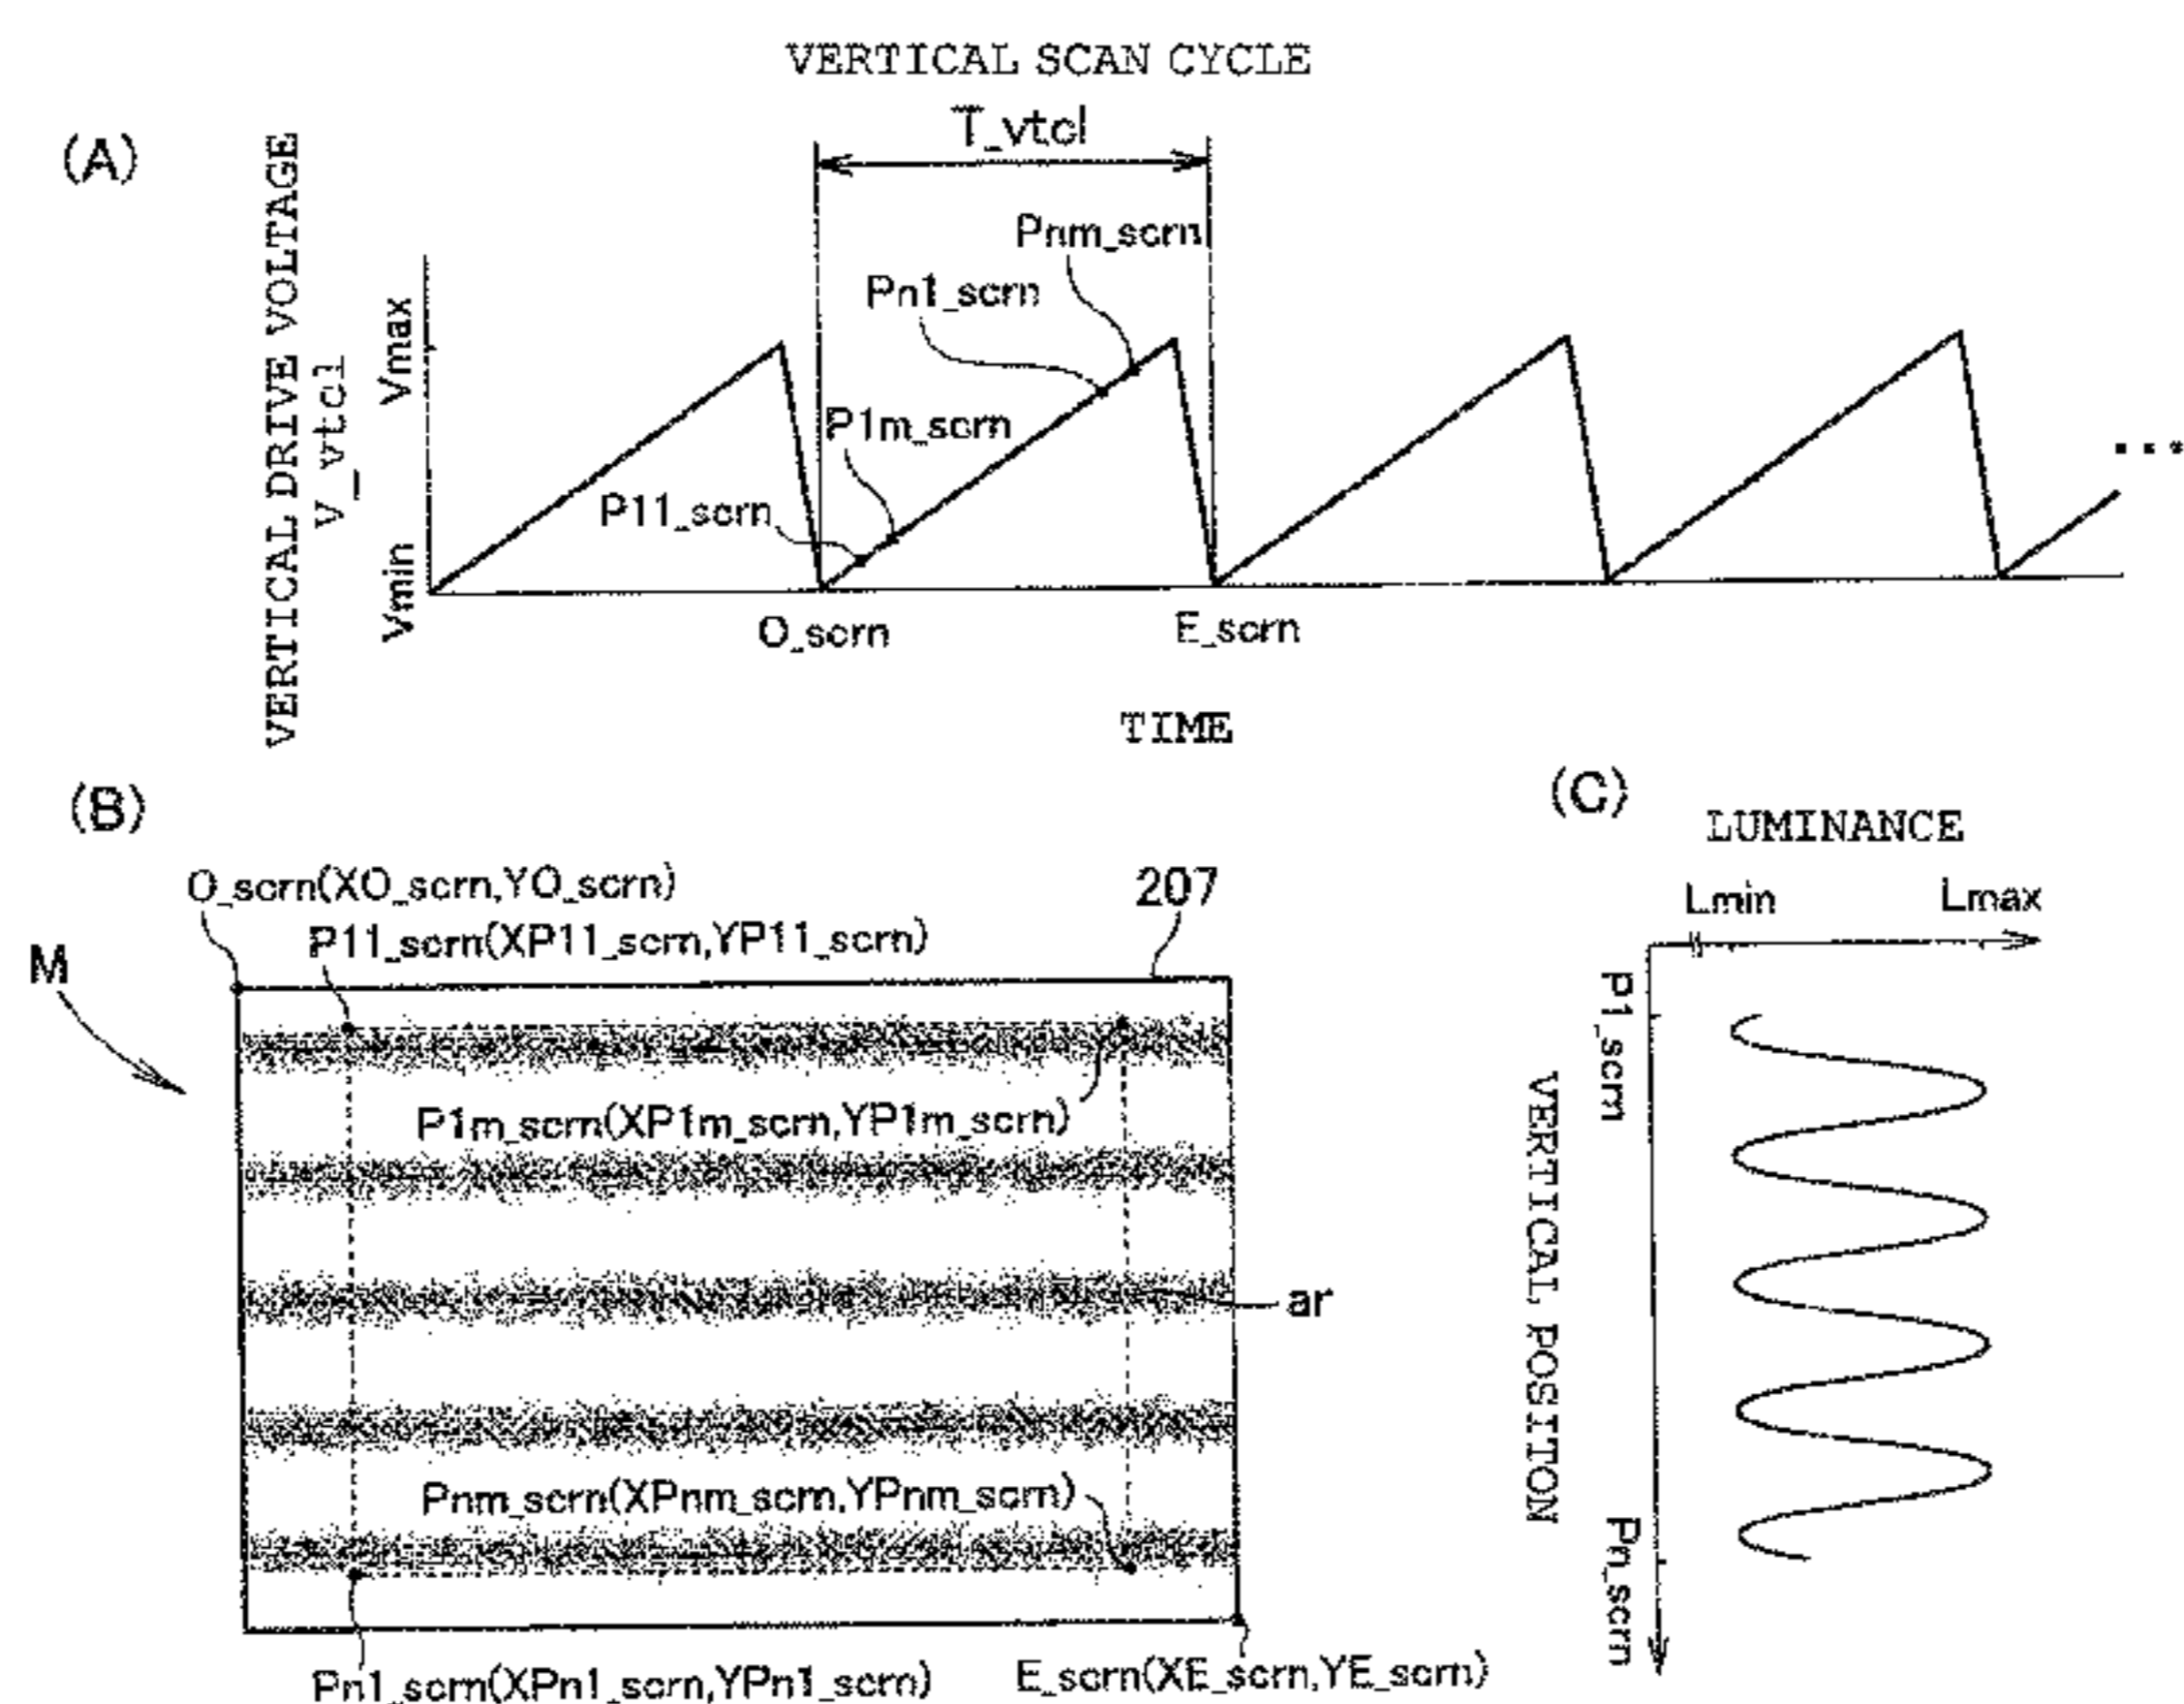 VERTICAL SCAN CYCLE
(A)
T_vtcl
VERTICAL DRIVE VOLTAGE
V_vtcl
Vmax
Vmin
Pnm_scrn
Pn1_scrn
P1m_scrn
P11_scrn
...
O_scrn
E_scrn
TIME
(B)
O_scrn(XO_scrn,YO_scrn)
207
P11_scrn(XP11_scrn,YP11_scrn)
M
P1m_scrn(XP1m_scrn,YP1m_scrn)
ar
Pnm_scrn(XPnm_scrn,YPnm_scrn)
Pn1_scrn(XPn1_scrn,YPn1_scrn)
E_scrn(XE_scrn,YE_scrn)
(C)
LUMINANCE
Lmin
Lmax
P1_scrn
VERTICAL POSITON
Pn_scrn